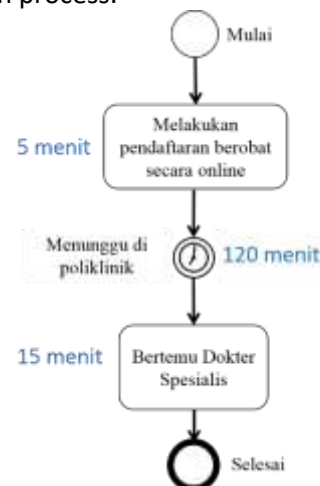 process.
Mulai
Melakukan
pendaftaran berobat
secara online
5 menit
Menunggu di
poliklinik
120 menit
15 menit
Bertemu Dokter
Spesialis
Selesai